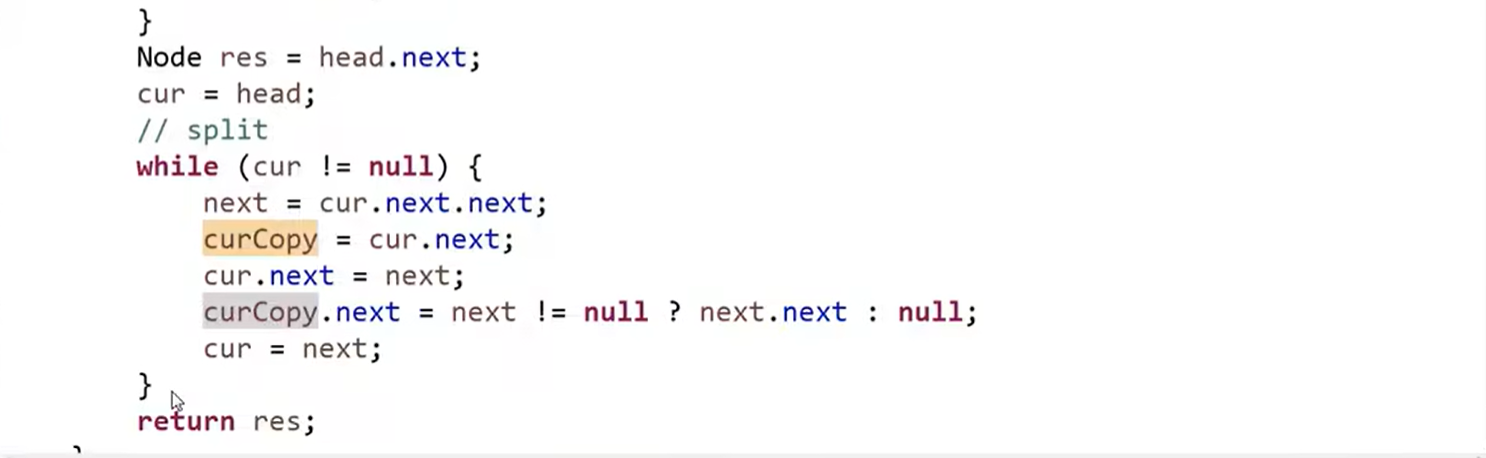 }
Node res = head.next;
cur = head;
// split
while (cur != null) {
next = cur.next.next;
curCopy = cur.next;
cur.next = next;
curCopy.next = next != null ? next.next : null;
cur = next;
}
return res;
}